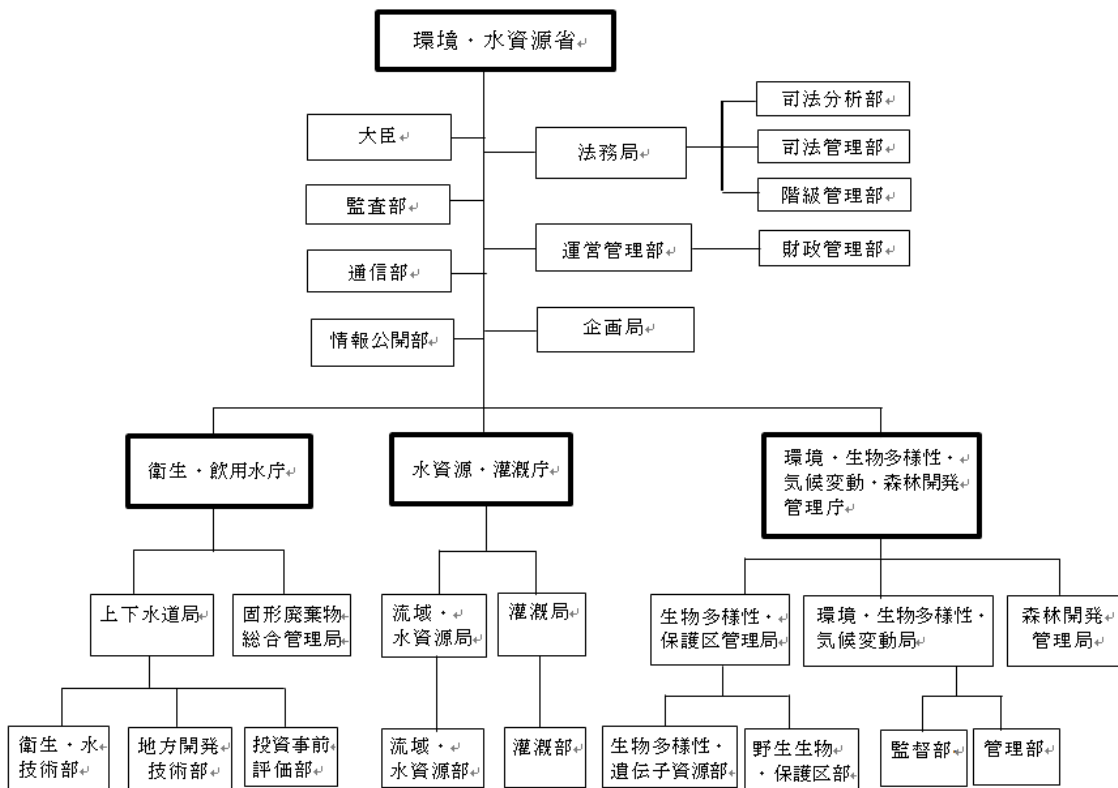 環境・水資源省
大臣
監査部
通信部
情報公開部
法務局
運営管理部
企画局
司法分析部
司法管理部
階級管理部
財政管理部
衛生・飲用水庁
水資源・灌漑庁
環境・生物多様性・
気候変動・森林開発
管理庁
上下水道局
固形廃棄物
総合管理局
流域・
水資源局
灌漑局
生物多様性・
保護区管理局
環境・生物多様性・
気候変動局
森林開発
管理局
衛生・水
技術部
地方開発
技術部
投資事前
評価部
流域・
水資源部
灌漑部
生物多様性・
遺伝子資源部
野生生物
・保護区部
監督部
管理部